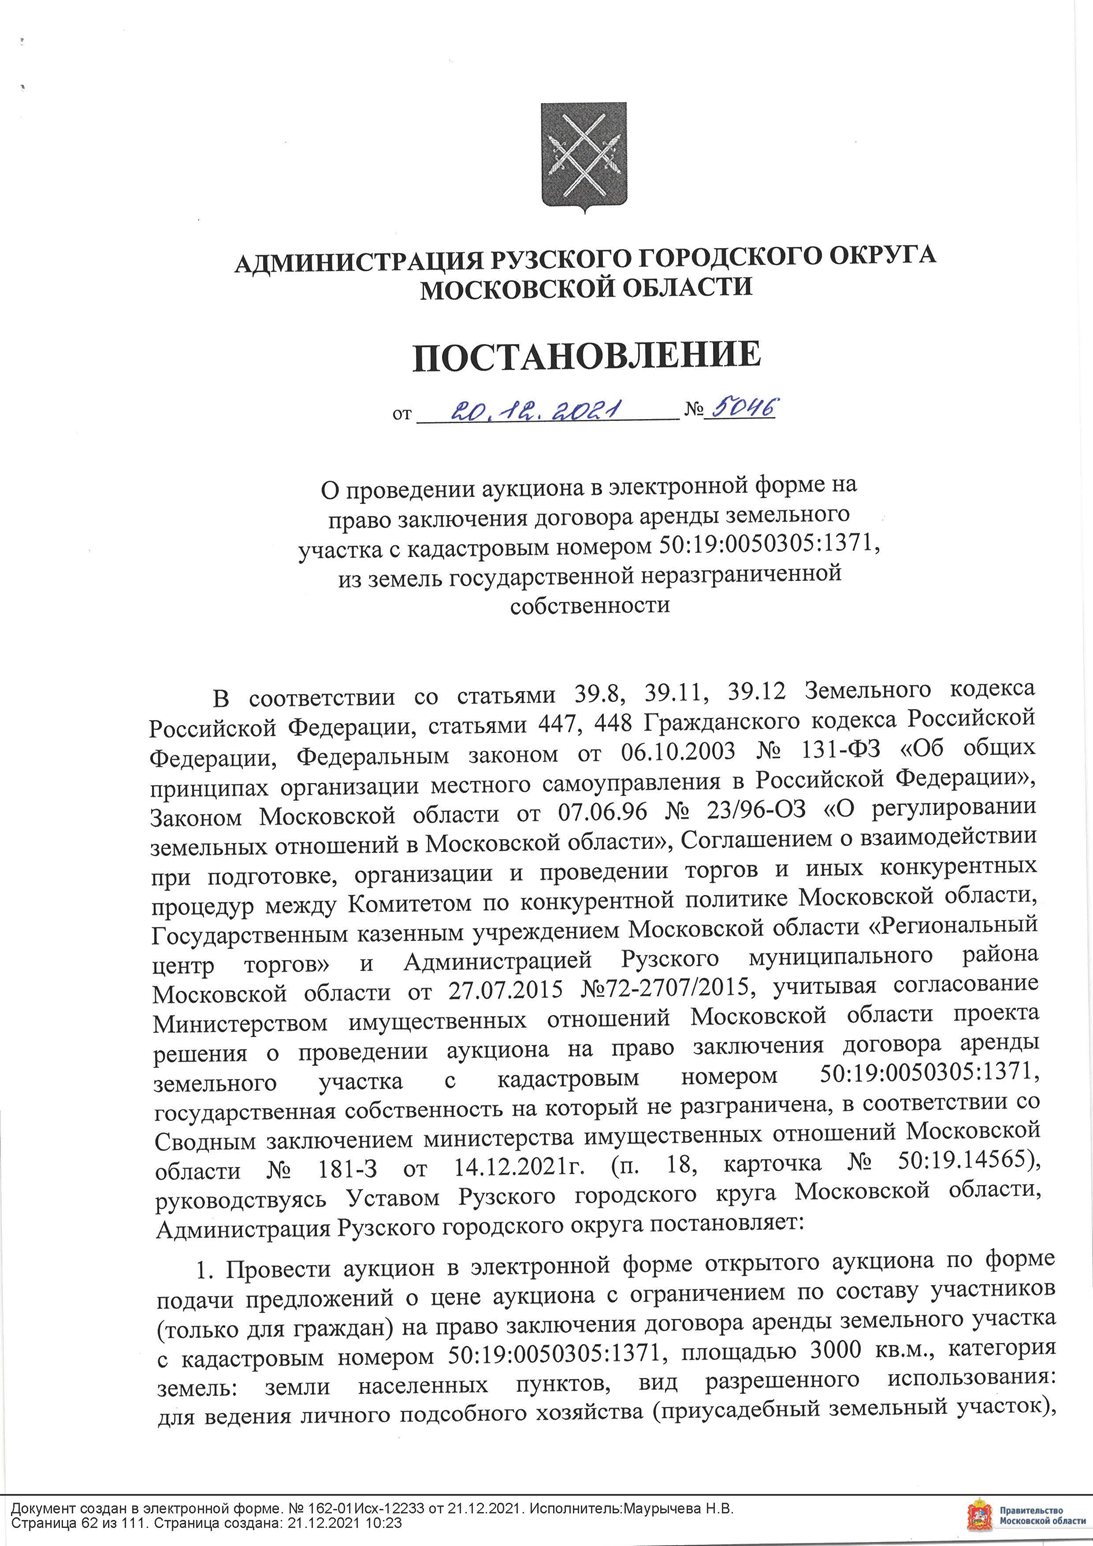 АДМИНИСТРАЦИЯ РУЗСКОГО ГОРОДСКОГО ОКРУГА
МОСКОВСКОЙ ОБЛАСТИ
ПОСТАНОВЛЕНИЕ
от 20.12.2021 № 5046
О проведении аукциона в электронной форме на
право заключения договора аренды земельного
участка с кадастровым номером 50:19:0050305:1371,
из земель государственной неразграниченной
собственности
В соответствии со статьями 39.8, 39.11, 39.12 Земельного кодекса
Российской Федерации, статьями 447, 448 Гражданского кодекса Российской
Федерации, Федеральным законом от 06.10.2003 № 131-ФЗ «Об общих
принципах организации местного самоуправления в Российской Федерации»,
Законом Московской области от 07.06.96 № 23/96-ОЗ «О регулировании
земельных отношений в Московской области», Соглашением о взаимодействии
при подготовке, организации и проведении торгов и иных конкурентных
процедур между Комитетом по конкурентной политике Московской области,
Государственным казенным учреждением Московской области «Региональный
центр торгов» и Администрацией Рузского муниципального района
Московской области от 27.07.2015 №72-2707/2015, учитывая согласование
Министерством имущественных отношений Московской области проекта
решения о проведении аукциона на право заключения договора аренды
земельного участка с кадастровым номером 50:19:0050305:1371,
государственная собственность на который не разграничена, в соответствии со
Сводным заключением министерства имущественных отношений Московской
области № 181-З от 14.12.2021г. (п. 18, карточка № 50:19.14565),
руководствуясь Уставом Рузского городского круга Московской области,
Администрация Рузского городского округа постановляет:
1. Провести аукцион в электронной форме открытого аукциона по форме
подачи предложений о цене аукциона с ограничением по составу участников
(только для граждан) на право заключения договора аренды земельного участка
с кадастровым номером 50:19:0050305:1371, площадью 3000 кв.м., категория
земель: земли населенных пунктов, вид разрешенного использования:
для ведения личного подсобного хозяйства (приусадебный земельный участок),
Документ создан в электронной форме. № 162-01Исх-12233 от 21.12.2021. Исполнитель:Маурычева Н.В.
Страница 62 из 111. Страница создана: 21.12.2021 10:23
Правительство
Московской области